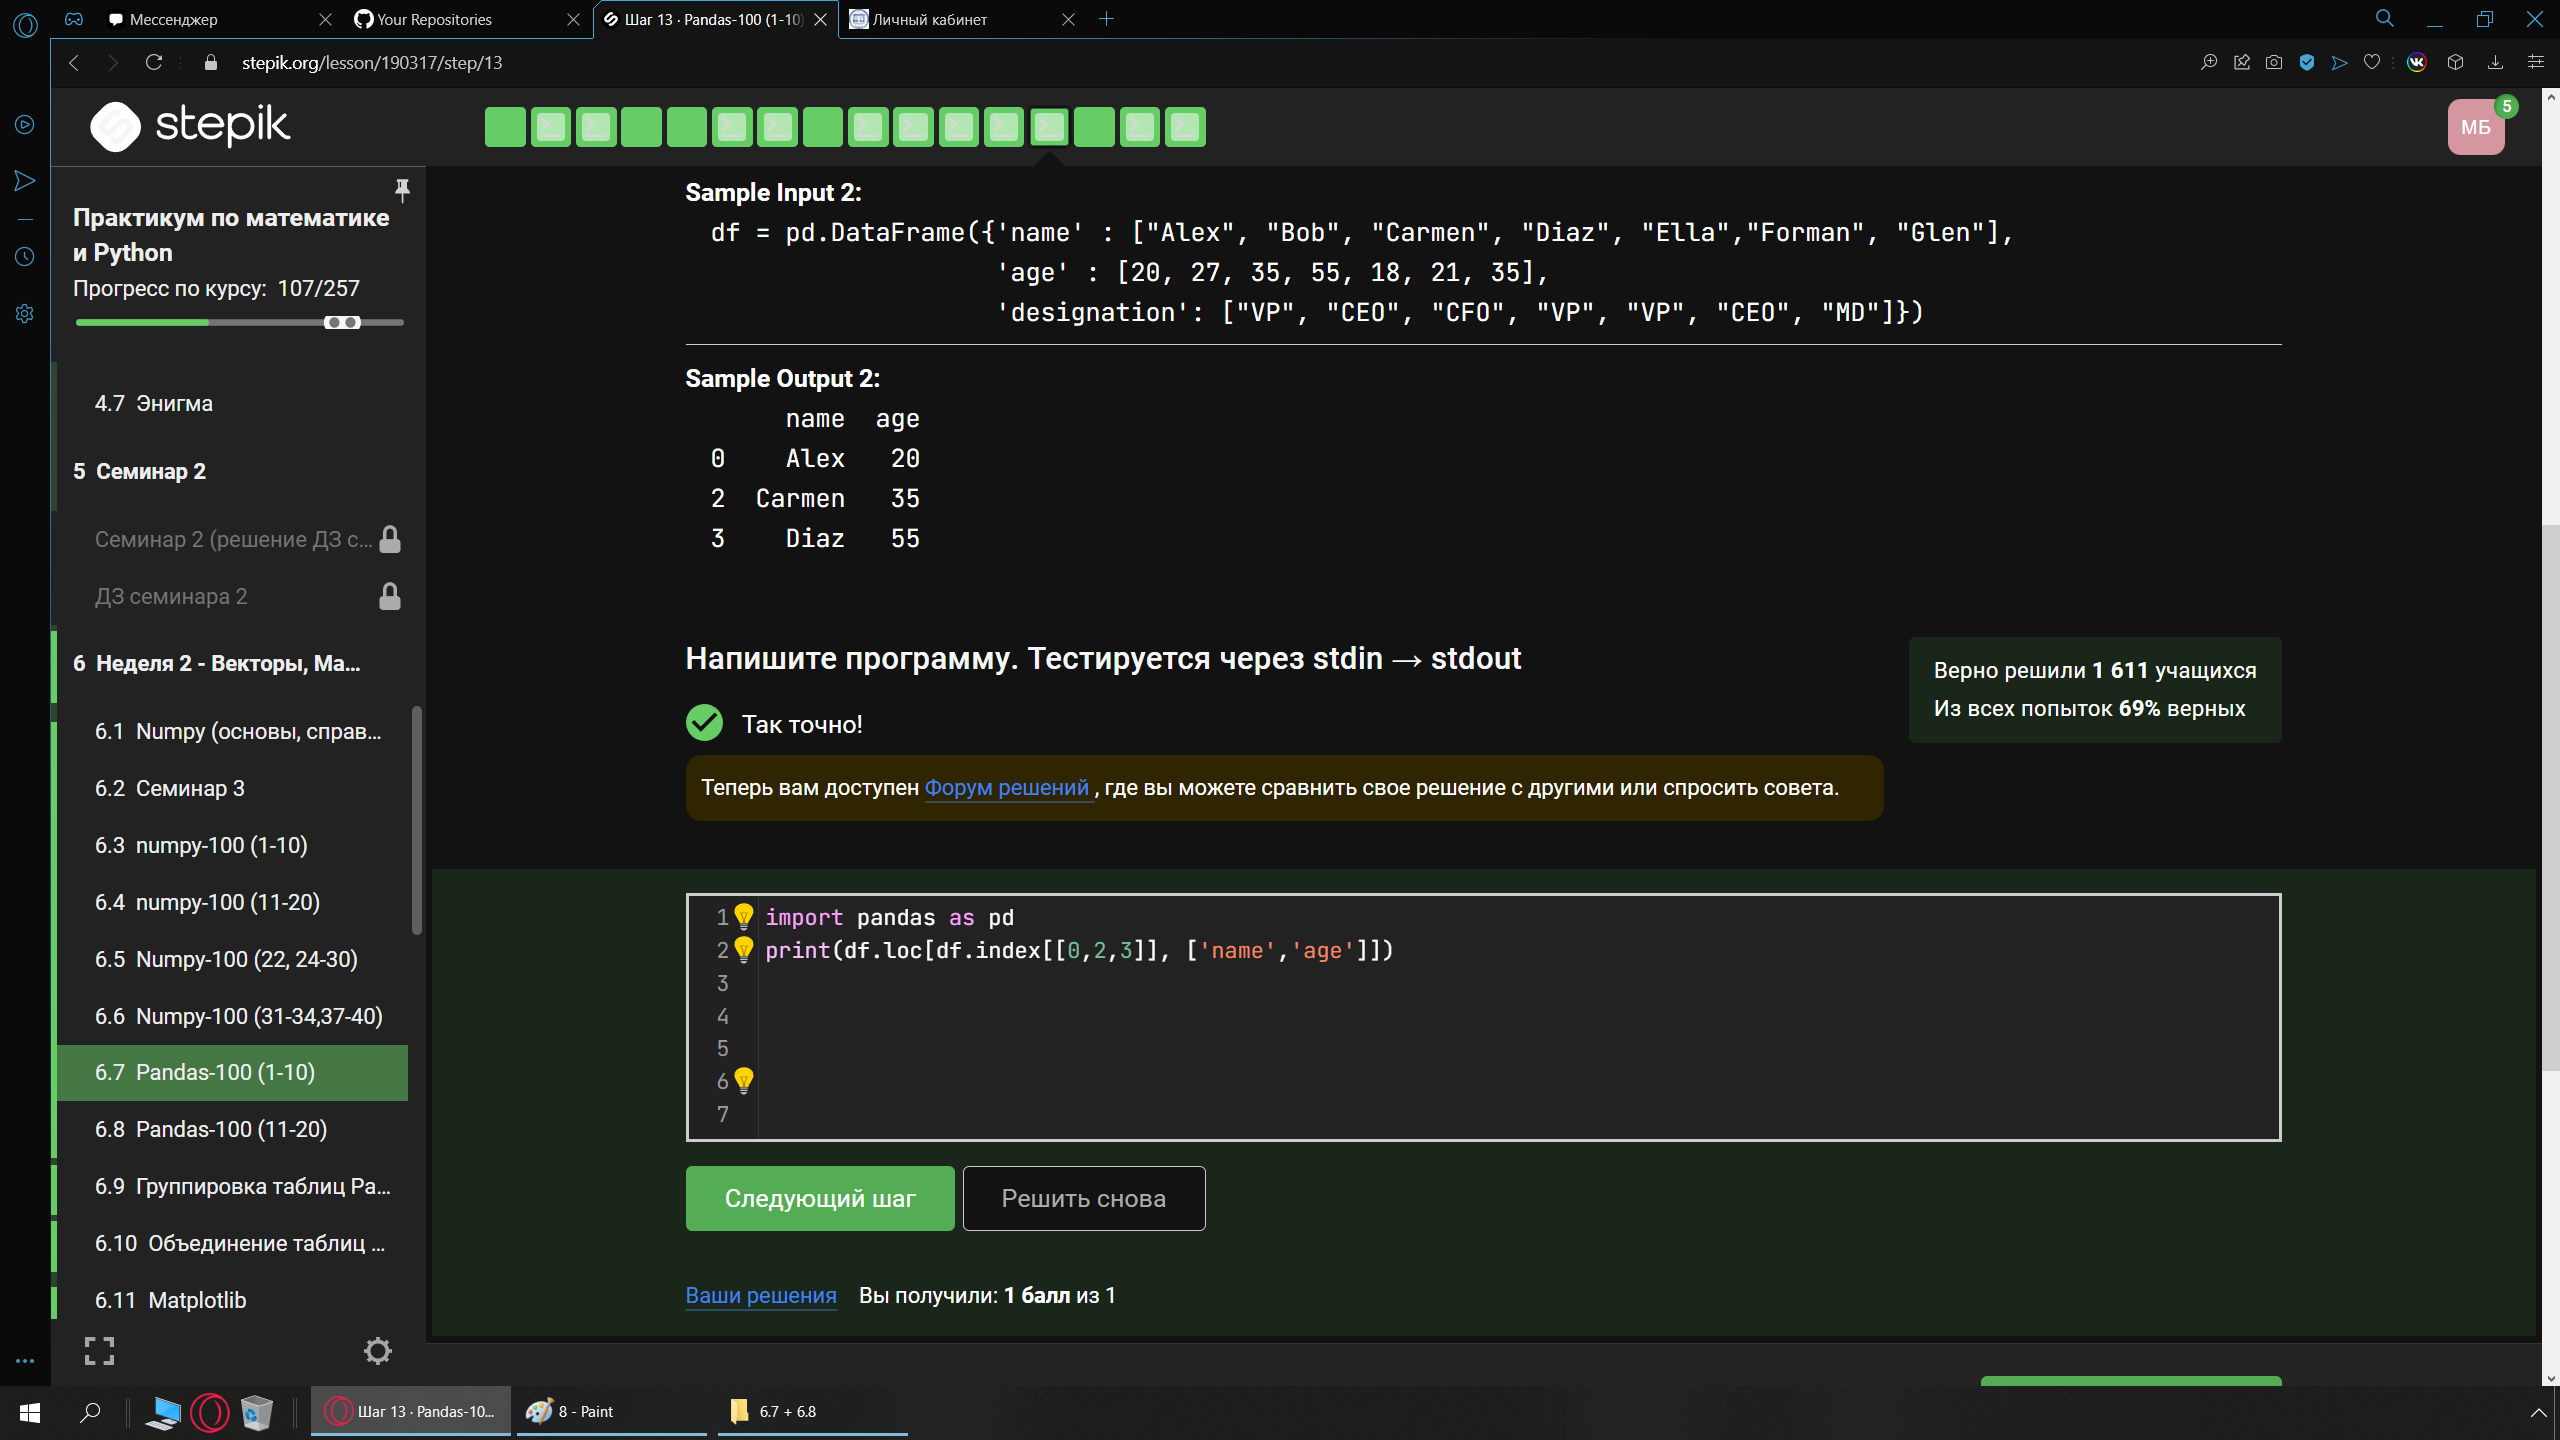 Мессенджер
Your Repositories
Шаг 13 · Pandas-100 (1-10)
Личный кабинет
stepik.org/lesson/190317/step/13
stepik
МБ
5
Практикум по математике
и Python
Прогресс по курсу: 107/257
4.7 Энигма
5 Семинар 2
Семинар 2 (решение ДЗ с...
ДЗ семинара 2
6 Неделя 2 - Векторы, Ма...
6.1 Numpy (основы, справ...
6.2 Семинар 3
6.3 numpy-100 (1-10)
6.4 numpy-100 (11-20)
6.5 Numpy-100 (22, 24-30)
6.6 Numpy-100 (31-34,37-40)
6.7 Pandas-100 (1-10)
6.8 Pandas-100 (11-20)
6.9 Группировка таблиц Pa...
6.10 Объединение таблиц ...
6.11 Matplotlib
Sample Input 2:
df = pd.DataFrame({'name' : ["Alex", "Bob", "Carmen", "Diaz", "Ella","Forman", "Glen"],
'age' : [20, 27, 35, 55, 18, 21, 35],
'designation': ["VP", "CEO", "CFO", "VP", "VP", "CEO", "MD"]})
Sample Output 2:
name age
0 Alex 20
2 Carmen 35
3 Diaz 55
Напишите программу. Тестируется через stdin → stdout
Верно решили 1 611 учащихся
Из всех попыток 69% верных
Так точно!
Теперь вам доступен Форум решений , где вы можете сравнить свое решение с другими или спросить совета.
1 import pandas as pd
2 print(df.loc[df.index[[0,2,3]], ['name','age']])
3
4
5
6
7
Следующий шаг
Решить снова
Ваши решения Вы получили: 1 балл из 1
Шаг 13 · Pandas-10...
8 - Paint
6.7 + 6.8